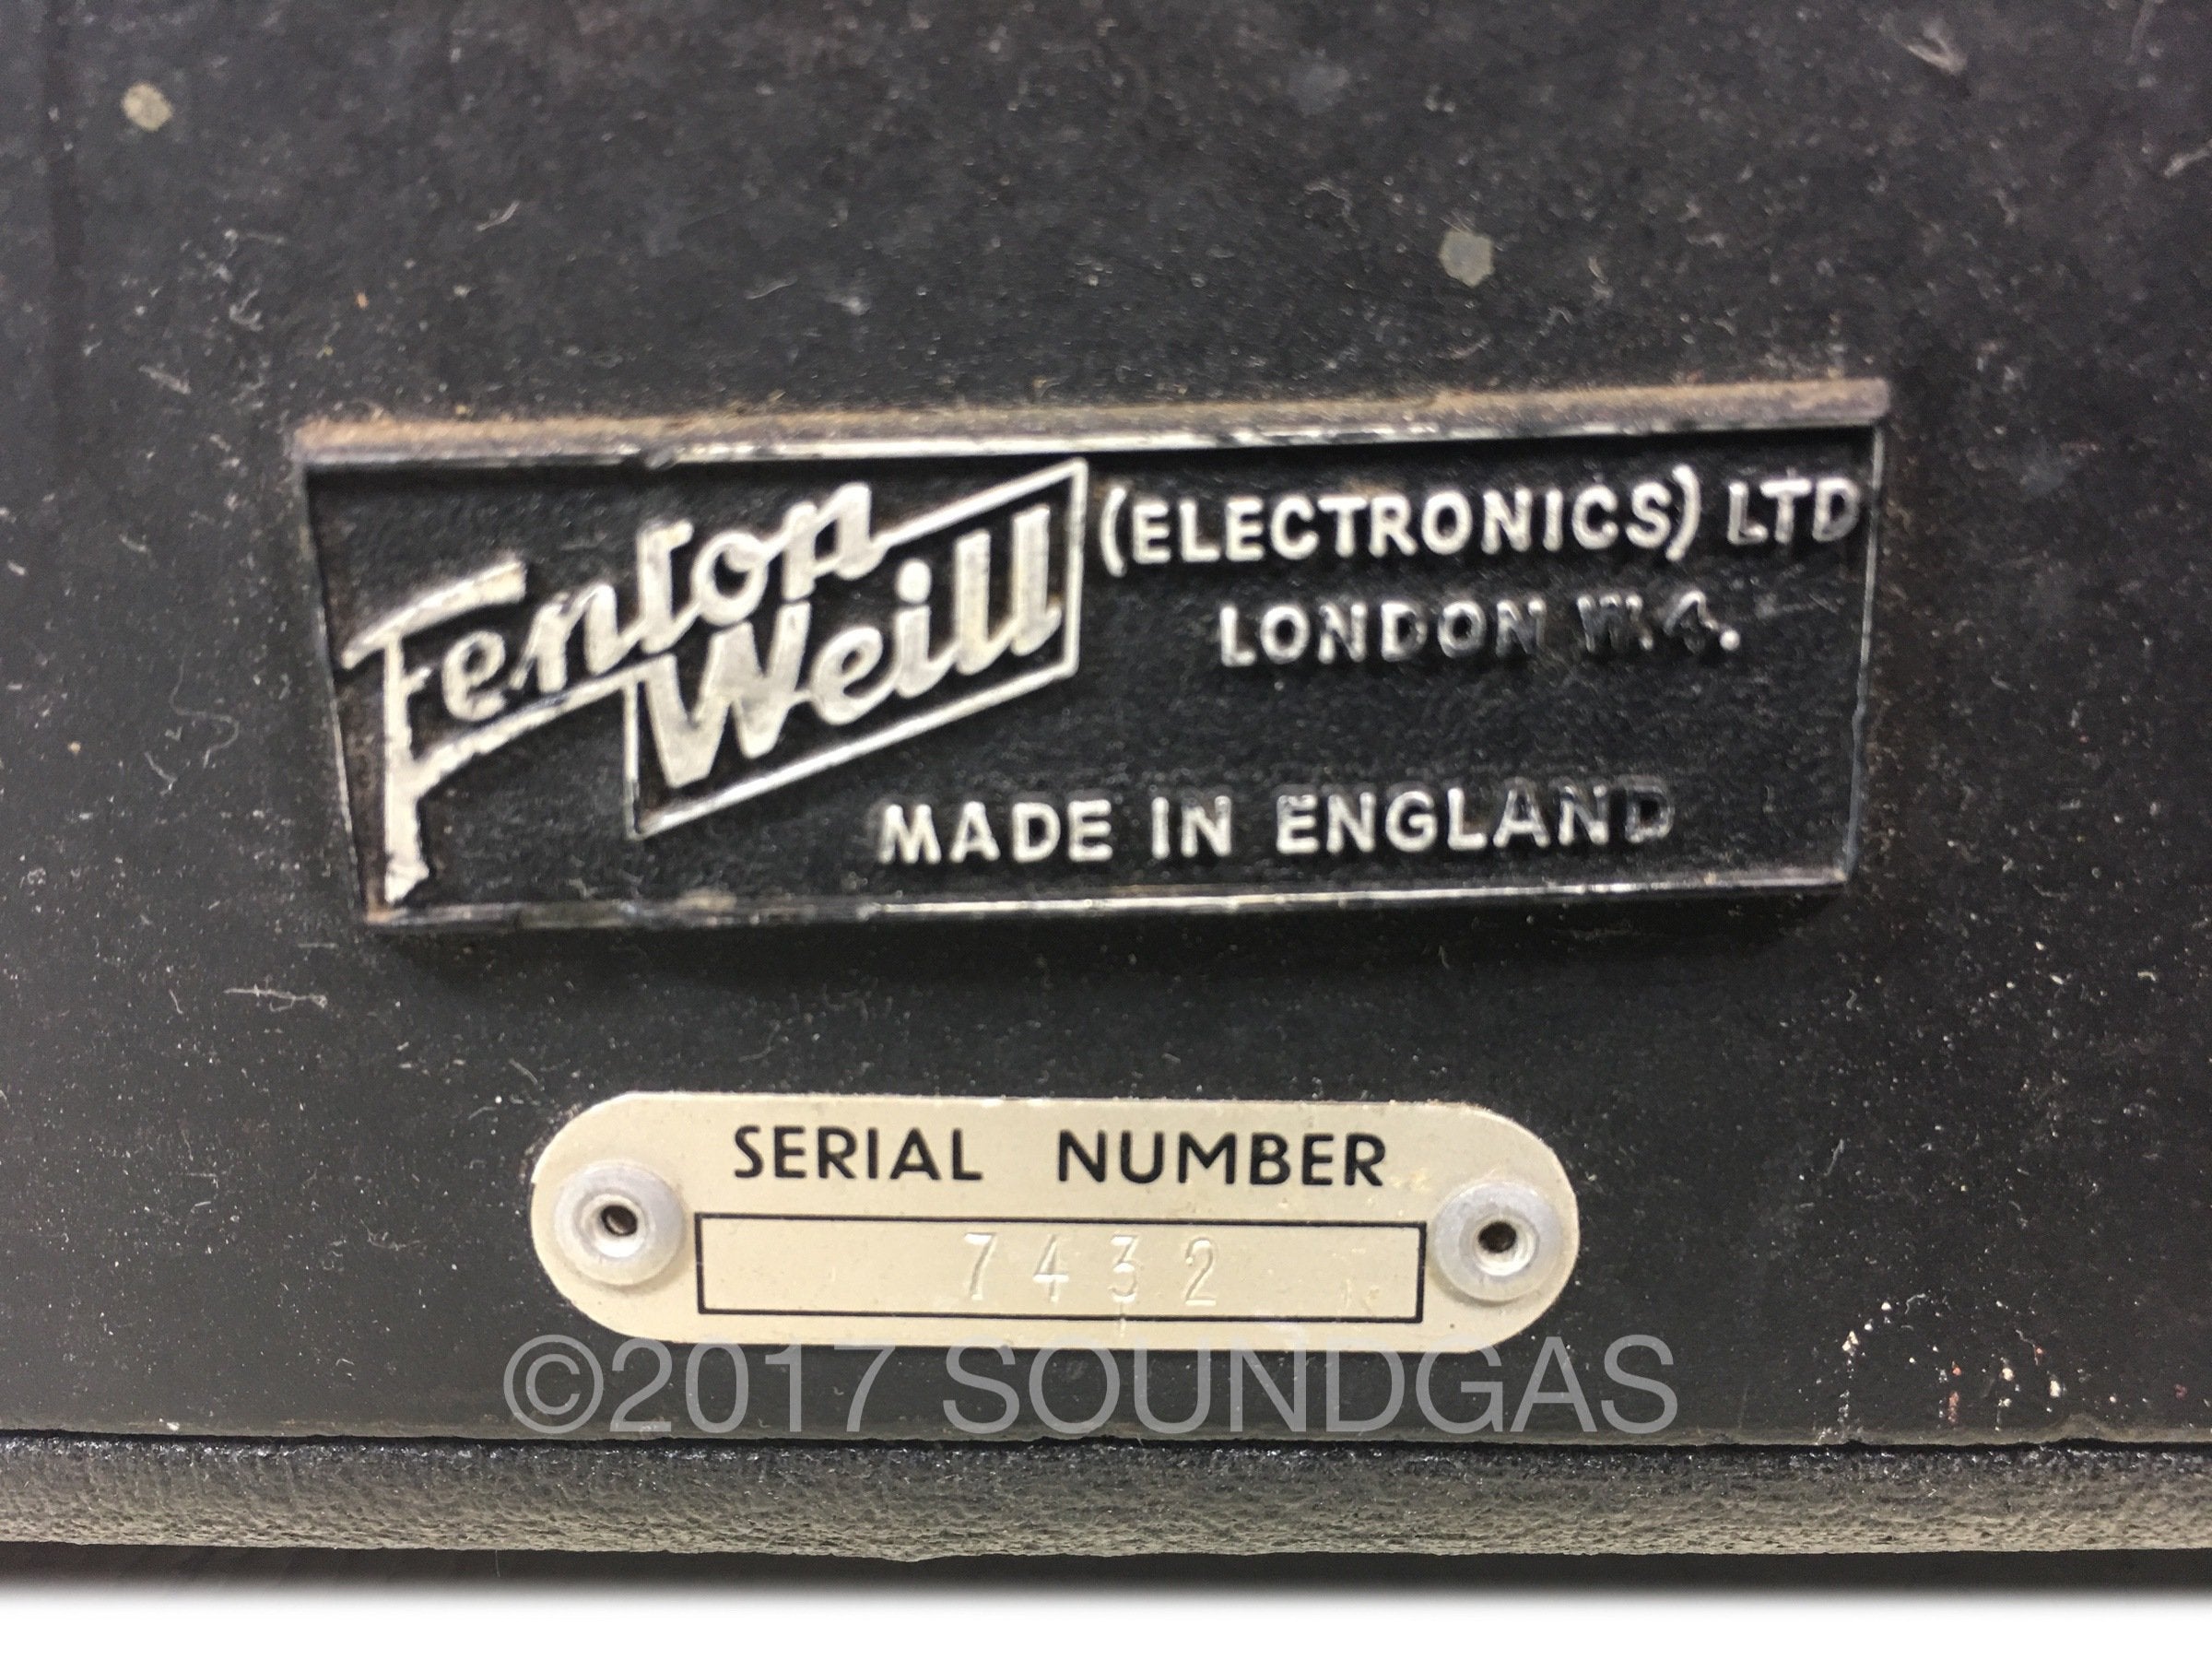 Fenton
Weill
(ELECTRONICS) LTD
LONDON W.4.
MADE IN ENGLAND
SERIAL NUMBER
7432
©2017 SOUNDGAS